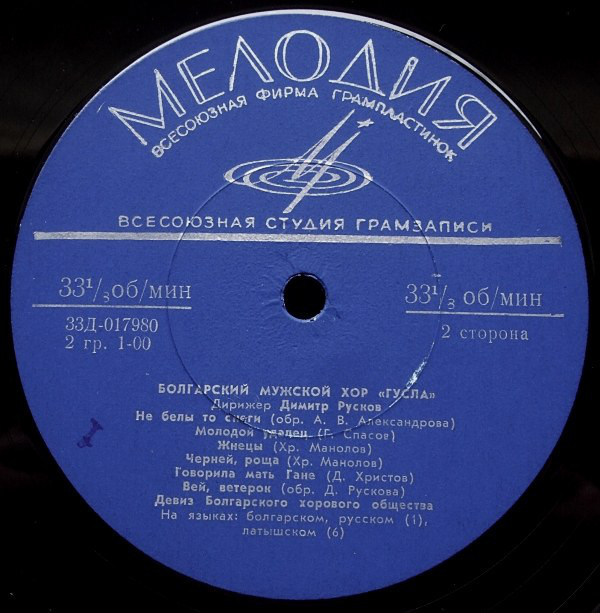 МЕЛОДИЯ
ВСЕСОЮЗНАЯ ФИРМА ГРАМПЛАСТИНОК
ВСЕСОЮЗНАЯ СТУДИЯ ГРАМЗАПИСИ
33¹/₃ об/мин
33Д-017980
2 гр. 1-00
33¹/₃ об/мин
2 сторона
БОЛГАРСКИЙ МУЖСКОЙ ХОР «ГУСЛА»
Дирижер Димитр Русков
Не белы то снеги (обр. А. В. Александрова)
Молодой удалец (Г. Спасов)
Жнецы (Хр. Манолов)
Черней, роща (Хр. Манолов)
Говорила мать Гане (Д. Христов)
Вей, ветерок (обр. Д. Рускова)
Девиз Болгарского хорового общества
На языках: болгарском, русском (1),
латышском (6)